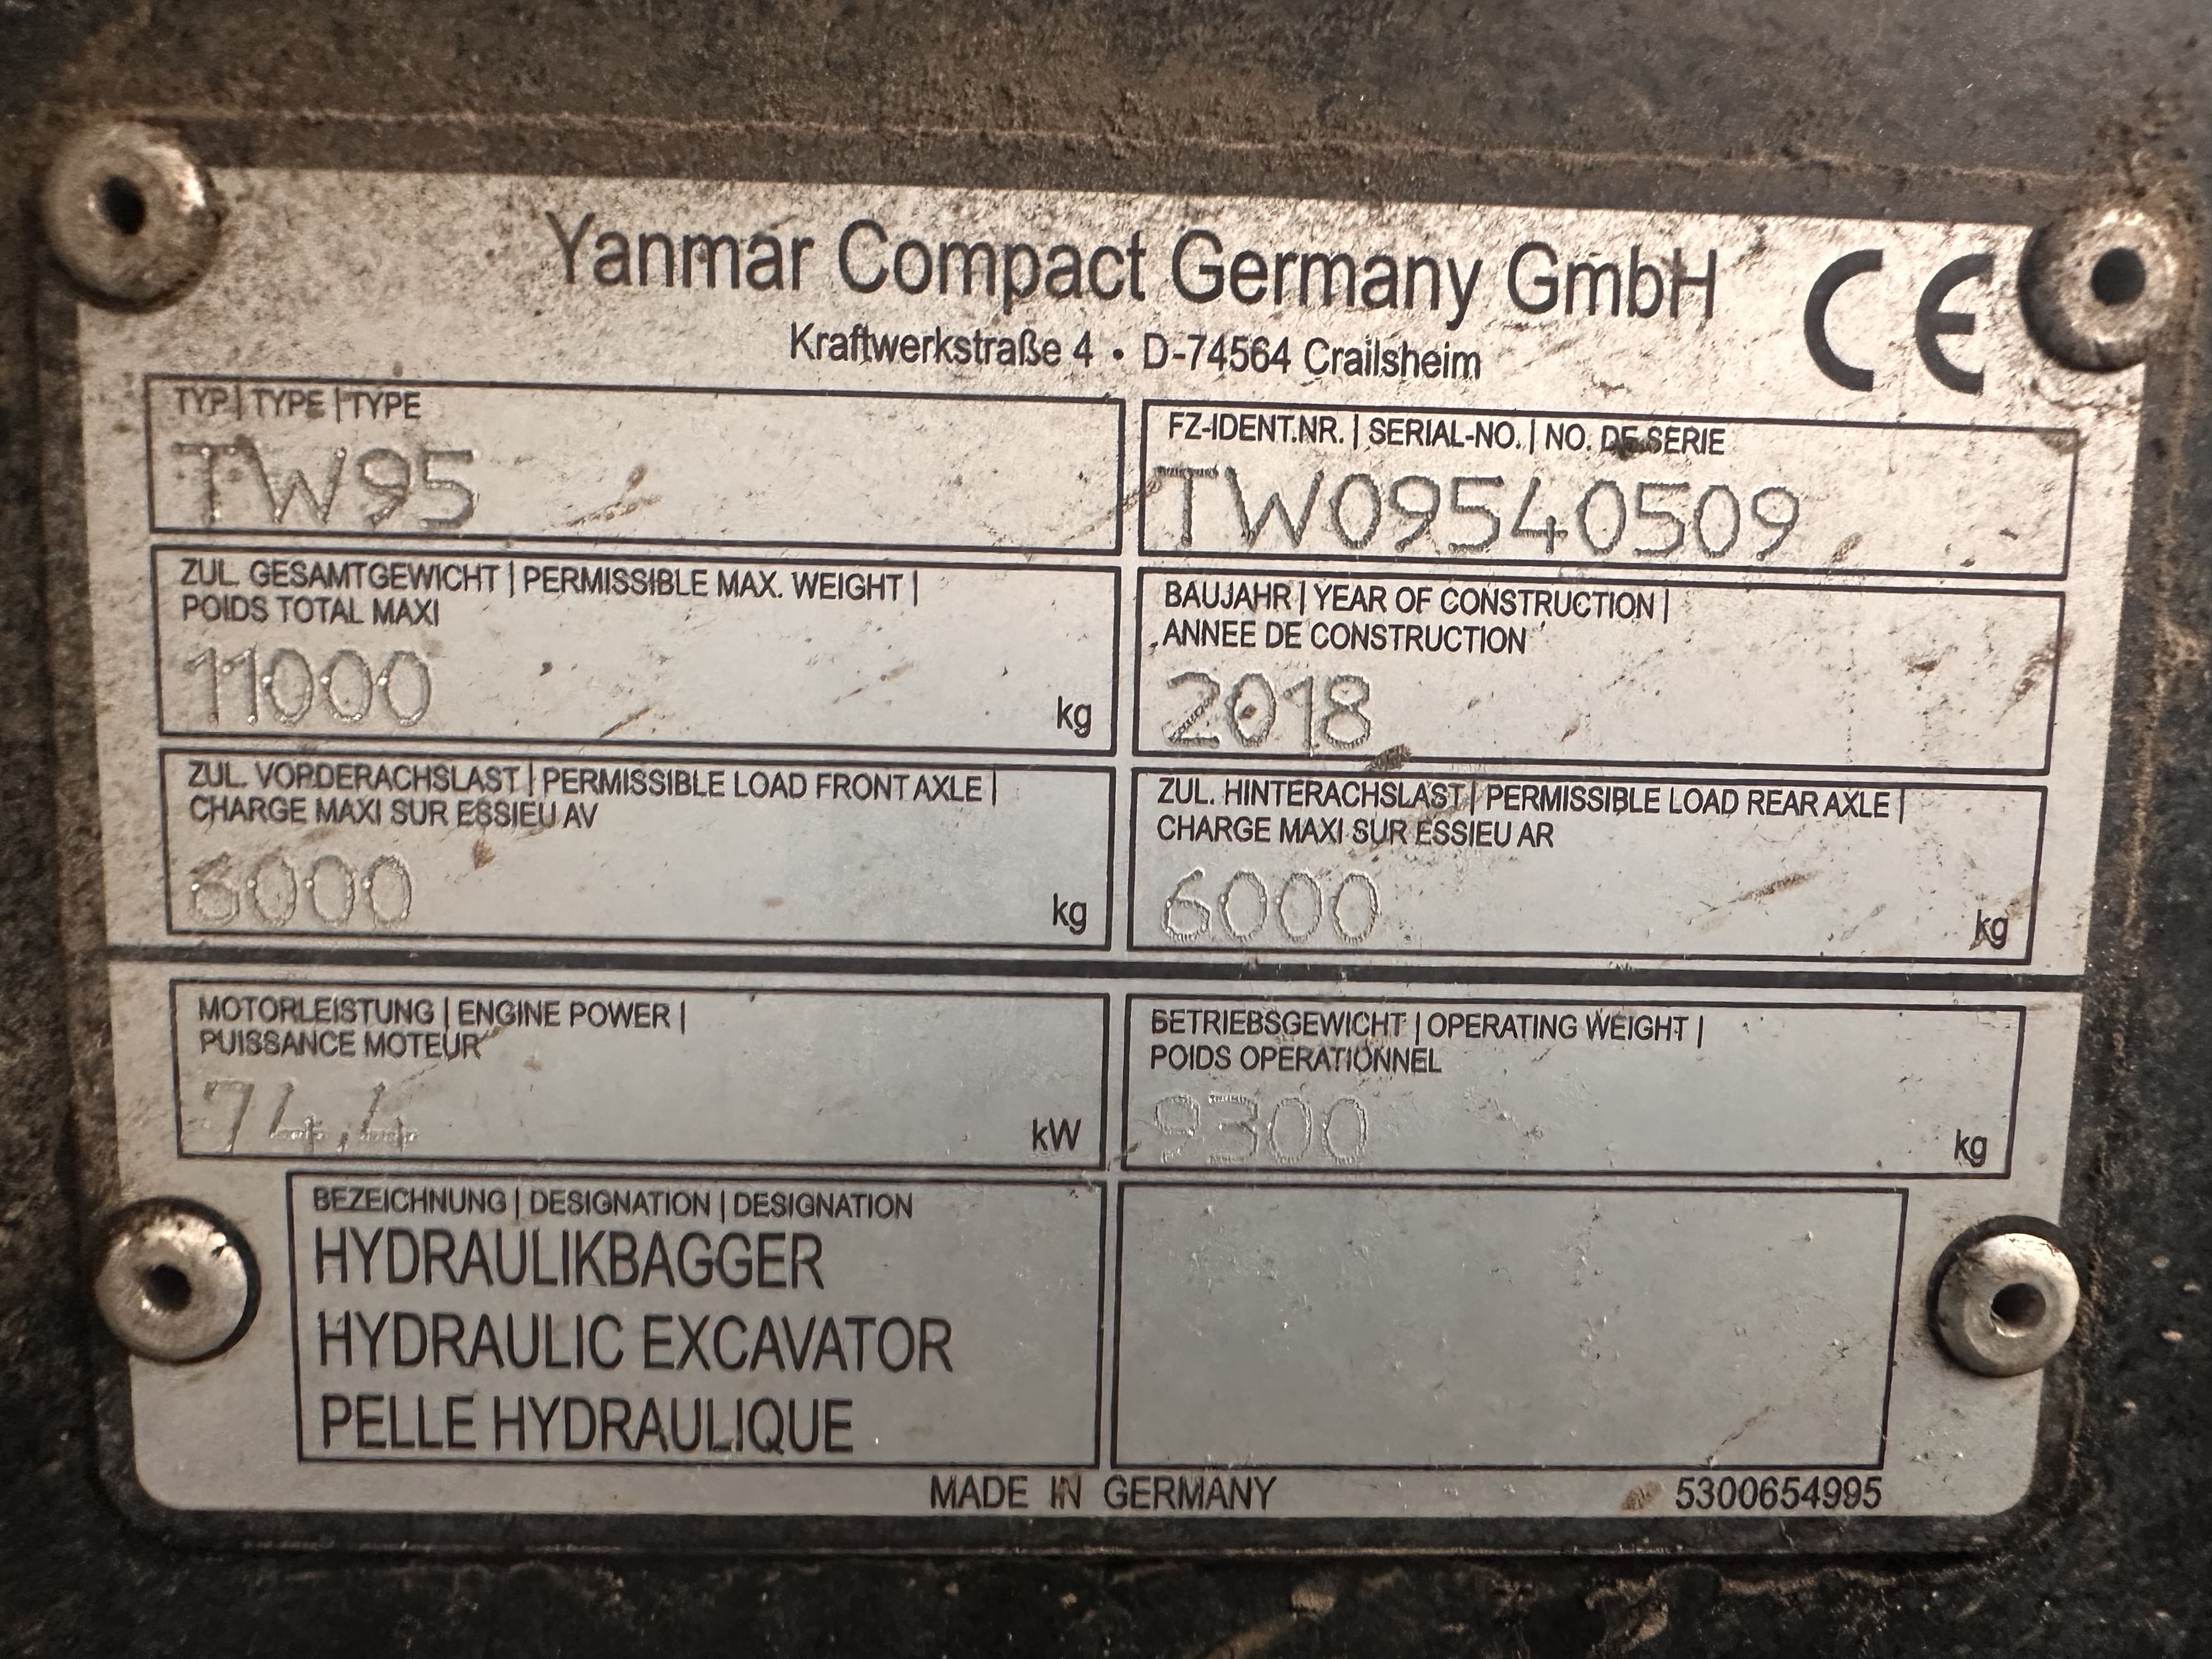 Yanmar Compact Germany GmbH CE
Kraftwerkstraße 4 • D-74564 Crailsheim
TYP | TYPE | TYPE
TW95
FZ-IDENT.NR. | SERIAL-NO. | NO. DE SERIE
TW09540509
ZUL. GESAMTGEWICHT | PERMISSIBLE MAX. WEIGHT |
POIDS TOTAL MAXI
11000 kg
BAUJAHR | YEAR OF CONSTRUCTION |
ANNEE DE CONSTRUCTION
2018
ZUL. VORDERACHSLAST | PERMISSIBLE LOAD FRONT AXLE |
CHARGE MAXI SUR ESSIEU AV
6000 kg
ZUL. HINTERACHSLAST | PERMISSIBLE LOAD REAR AXLE |
CHARGE MAXI SUR ESSIEU AR
6000 kg
MOTORLEISTUNG | ENGINE POWER |
PUISSANCE MOTEUR
74,4 kW
BETRIEBSGEWICHT | OPERATING WEIGHT |
POIDS OPERATIONNEL
9300 kg
BEZEICHNUNG | DESIGNATION | DESIGNATION
HYDRAULIKBAGGER
HYDRAULIC EXCAVATOR
PELLE HYDRAULIQUE
MADE IN GERMANY
5300654995